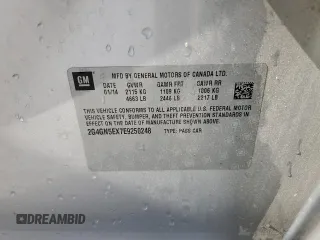 GM
MFD BY GENERAL MOTORS OF CANADA LTD.
DATE GVWR GAWR FRT GAWR RR
01/14 2115 KG 1109 KG 1006 KG
4663 LB 2446 LB 2217 LB
THIS VEHICLE CONFORMS TO ALL APPLICABLE U.S. FEDERAL MOTOR
VEHICLE SAFETY, BUMPER, AND THEFT PREVENTION STANDARDS
IN EFFECT ON THE DATE OF MANUFACTURE SHOWN ABOVE.
2G4GN5EX7E9250248 TYPE: PASS CAR
DREAMBID